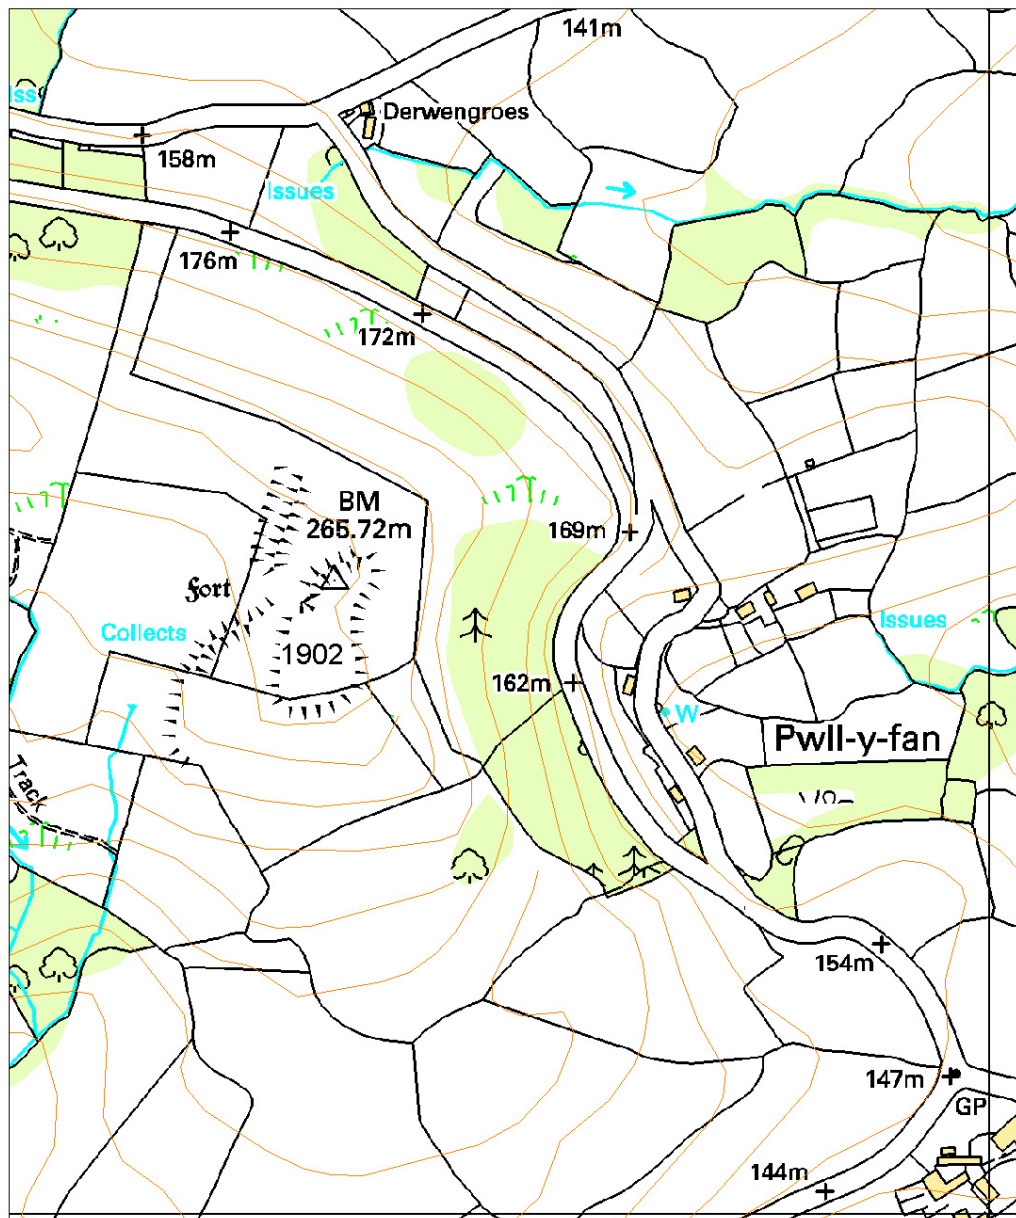 141m
Iss
Derwengroes
158m
Issues
176m
172m
BM
265.72m
169m
Fort
Collects
Issues
1902
162m
W
Pwll-y-fan
Track
154m
147m
GP
144m